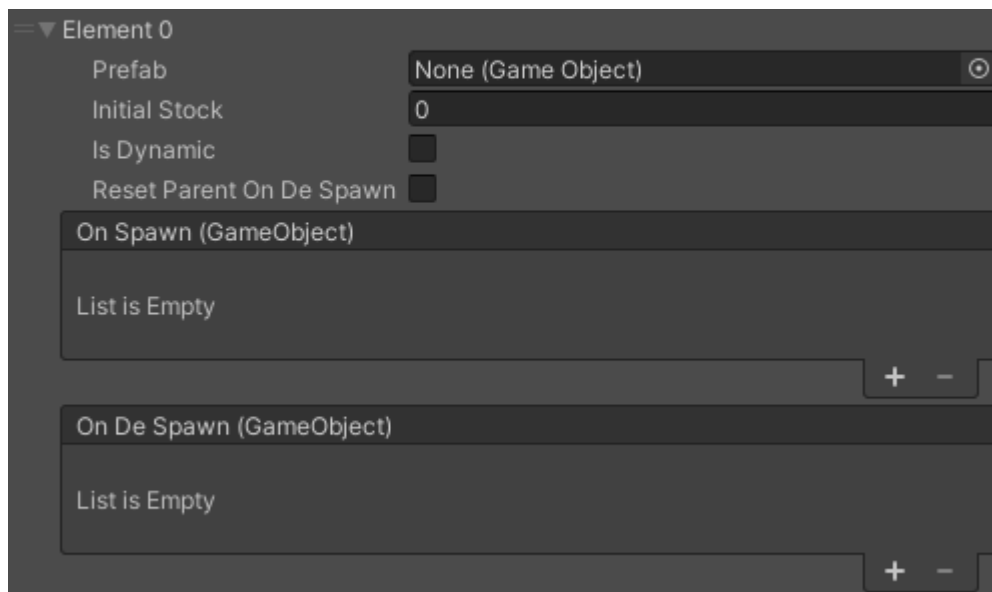 Element 0
Prefab None (Game Object)
Initial Stock 0
Is Dynamic
Reset Parent On De Spawn
On Spawn (GameObject)
List is Empty
+ −
On De Spawn (GameObject)
List is Empty
+ −